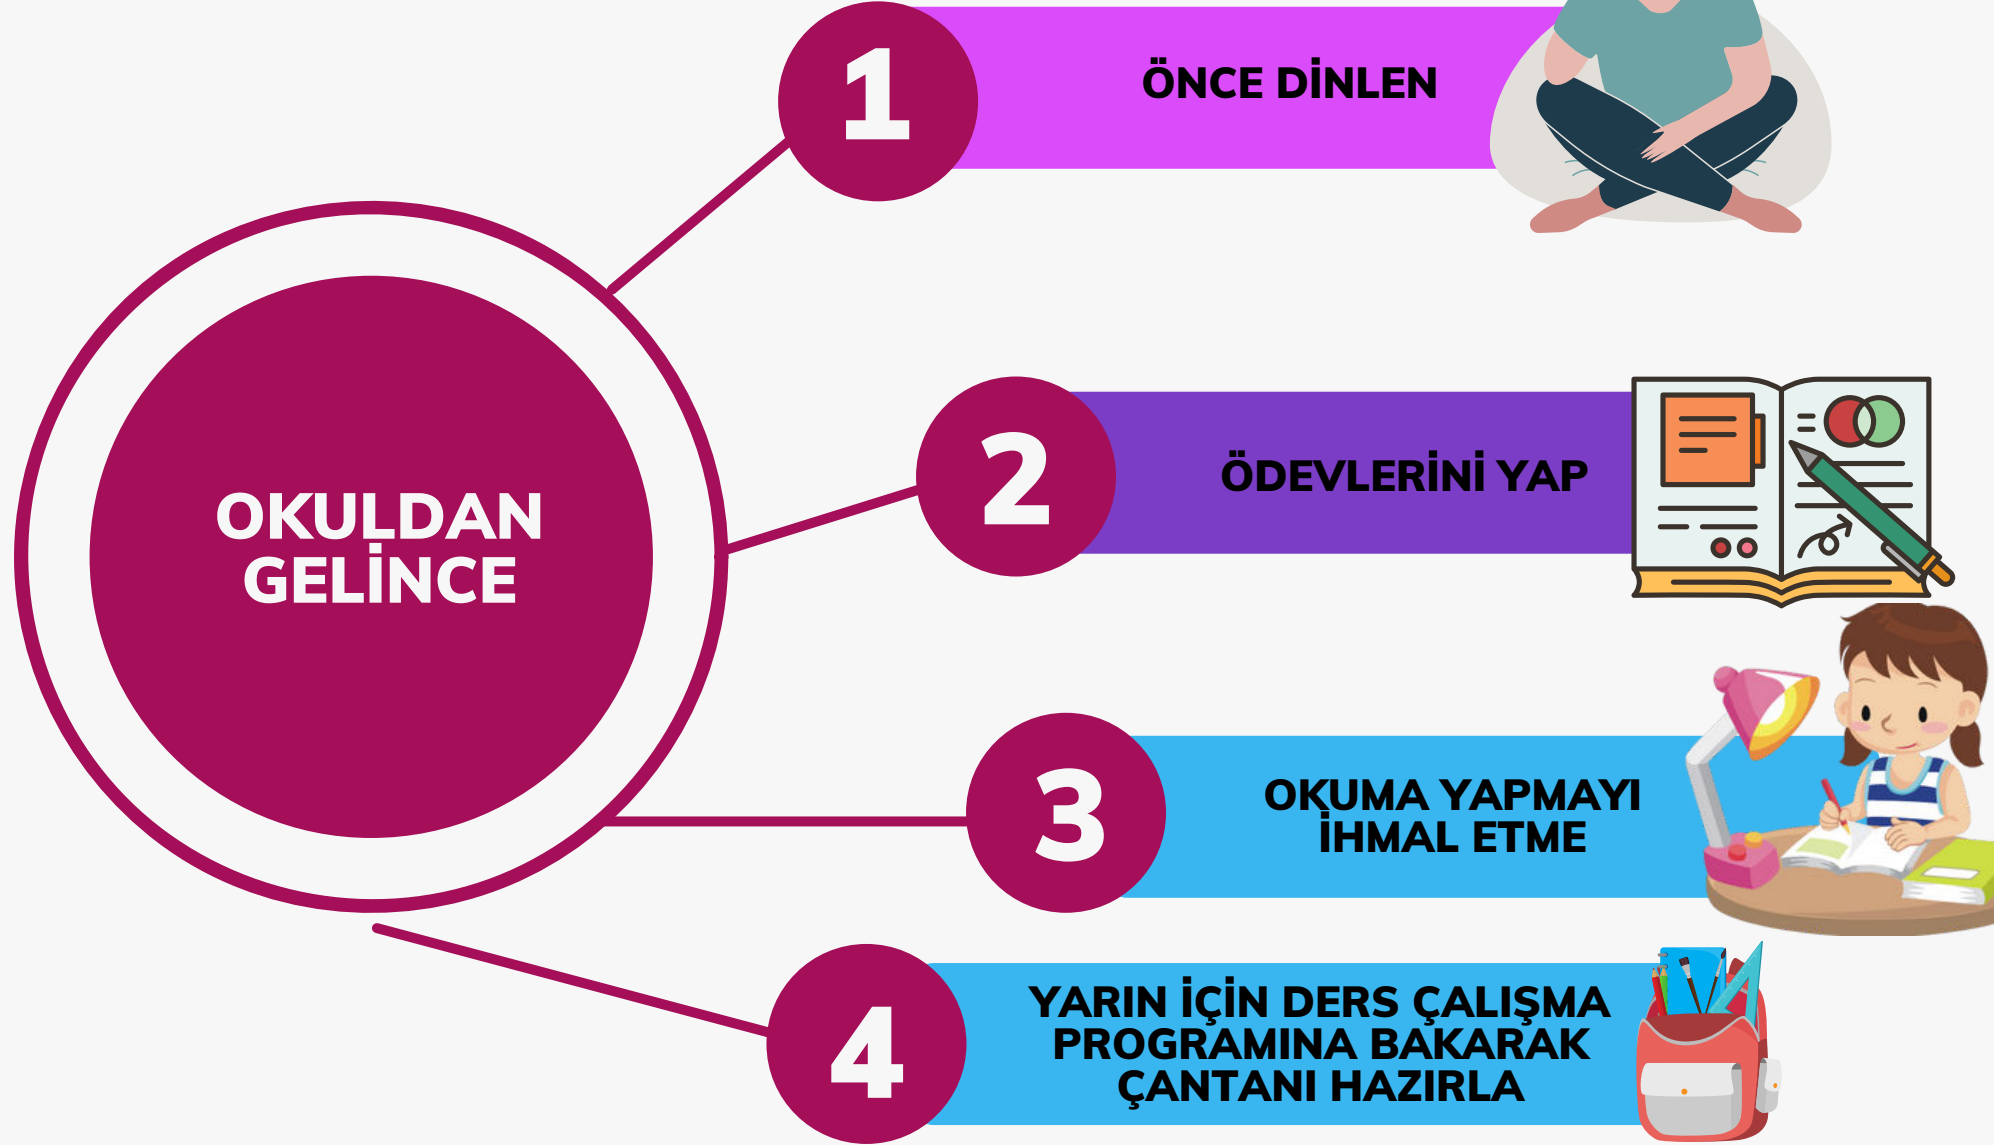 OKULDAN
GELİNCE
1
ÖNCE DİNLEN
2
ÖDEVLERİNİ YAP
3
OKUMA YAPMAYI
İHMAL ETME
4
YARIN İÇİN DERS ÇALIŞMA
PROGRAMINA BAKARAK
ÇANTANI HAZIRLA